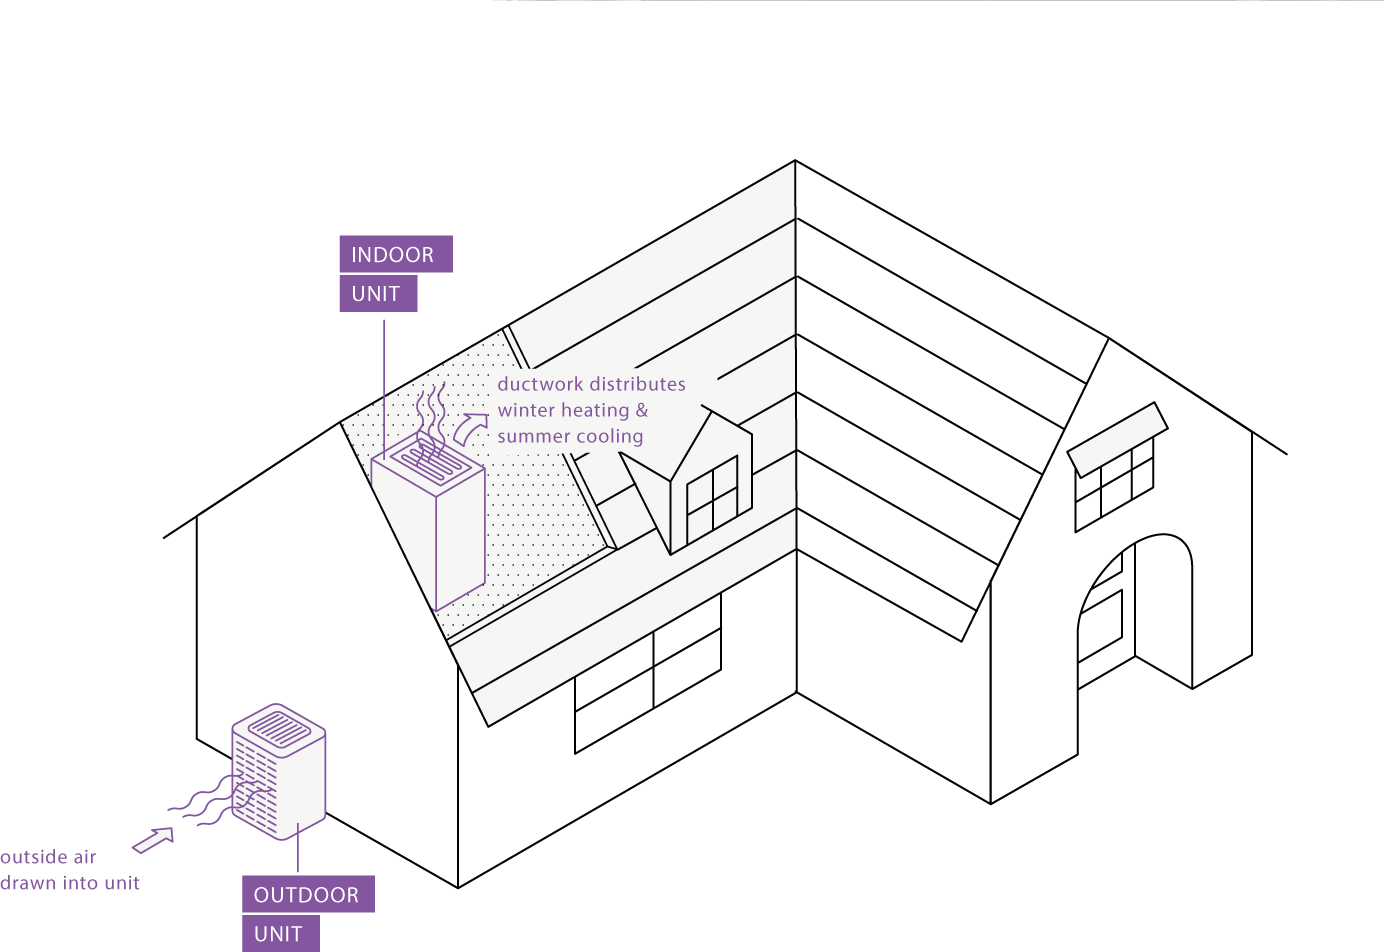 INDOOR
UNIT
ductwork distributes
winter heating &
summer cooling
outside air
drawn into unit
OUTDOOR
UNIT